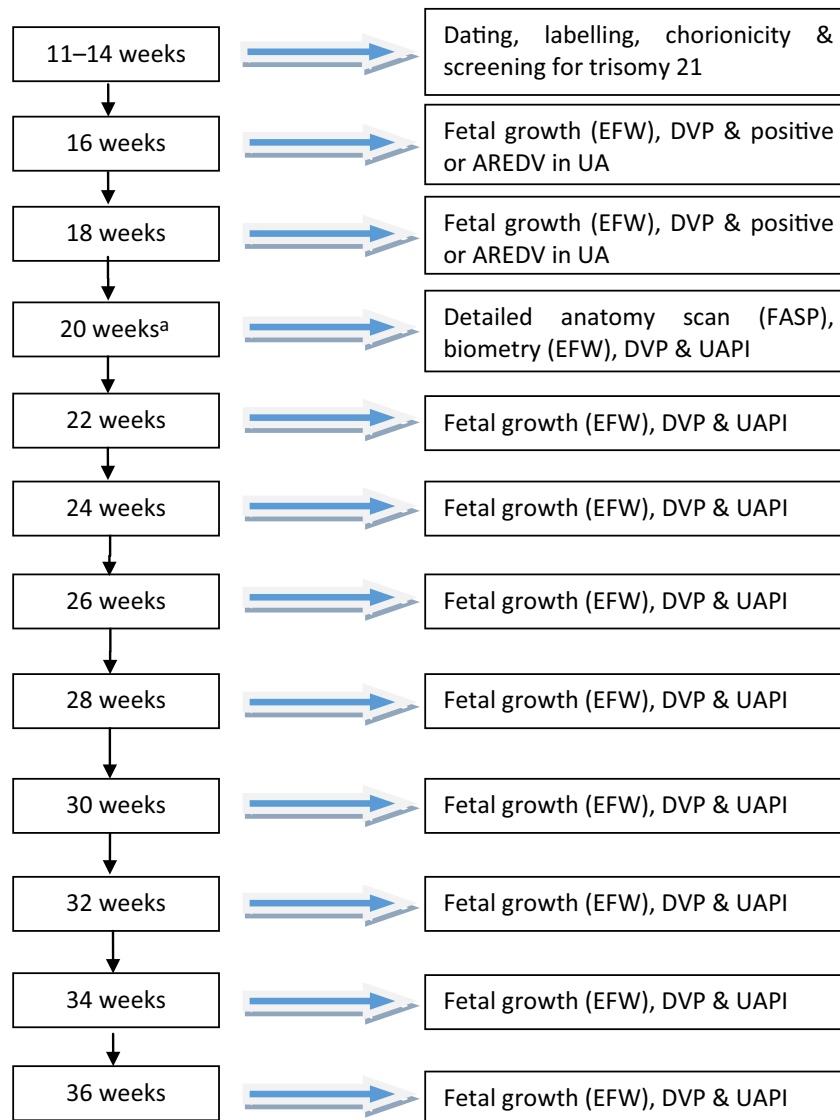 11–14 weeks
Dating, labelling, chorionicity &
screening for trisomy 21
16 weeks
Fetal growth (EFW), DVP & positive
or AREDV in UA
18 weeks
Fetal growth (EFW), DVP & positive
or AREDV in UA
20 weeksᵃ
Detailed anatomy scan (FASP),
biometry (EFW), DVP & UAPI
22 weeks
Fetal growth (EFW), DVP & UAPI
24 weeks
Fetal growth (EFW), DVP & UAPI
26 weeks
Fetal growth (EFW), DVP & UAPI
28 weeks
Fetal growth (EFW), DVP & UAPI
30 weeks
Fetal growth (EFW), DVP & UAPI
32 weeks
Fetal growth (EFW), DVP & UAPI
34 weeks
Fetal growth (EFW), DVP & UAPI
36 weeks
Fetal growth (EFW), DVP & UAPI